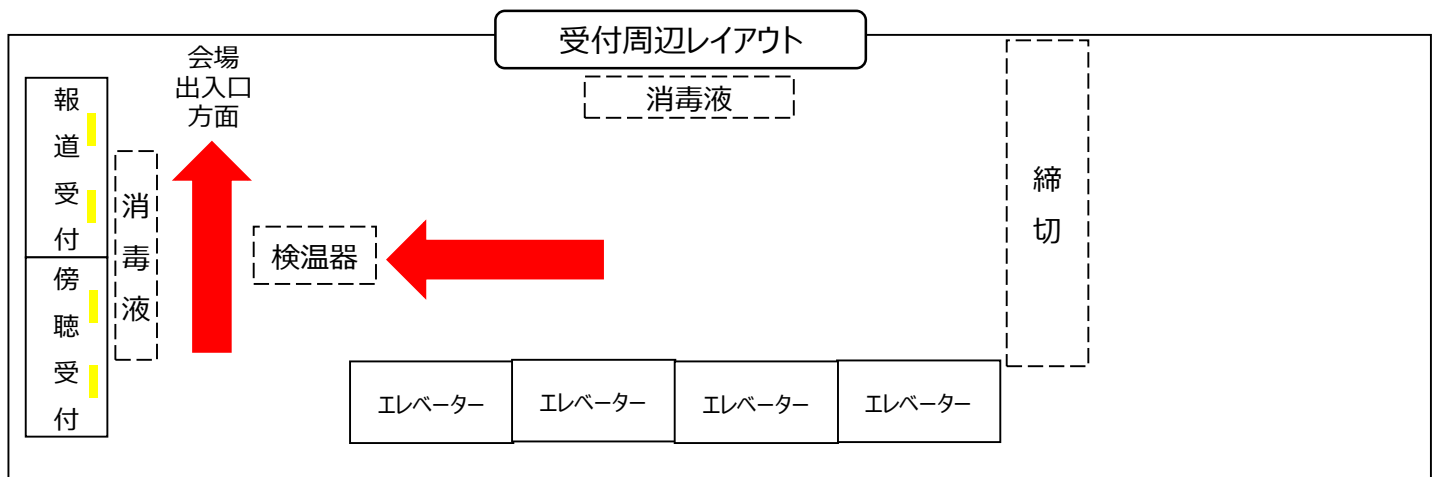 受付周辺レイアウト
会場
出入口
方面
消毒液
報道受付
消毒液
締切
検温器
傍聴受付
エレベーター
エレベーター
エレベーター
エレベーター